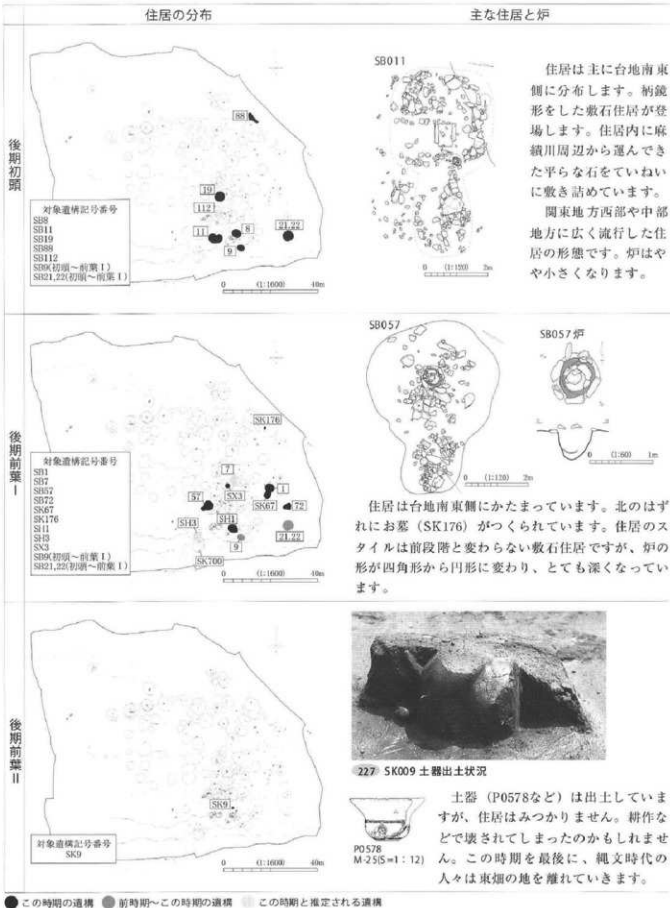 住居の分布
主な住居と炉
後期初頭
88
19
112
11
8
9
21,22
対象遺構記号番号
SB8
SB11
SB19
SB88
SB112
SB9(初頭～前葉Ⅰ)
SB21,22(初頭～前葉Ⅰ)
0 (1:1600) 40m
SB011
0 (1:120) 2m
住居は主に台地南東
側に分布します。柄鏡
形をした敷石住居が登
場します。住居内に麻
績川周辺から運んでき
た平らな石をていねい
に敷き詰めています。
関東地方西部や中部
地方に広く流行した住
居の形態です。炉はや
や小さくなります。
後期前葉Ⅰ
SK176
7
1
57
SX3
SK67
72
SH3
SH1
9
21,22
SK700
対象遺構記号番号
SB1
SB7
SB57
SB72
SK67
SK176
SH1
SH3
SX3
SB9(初頭～前葉Ⅰ)
SB21,22(初頭～前葉Ⅰ)
0 (1:1600) 40m
SB057
0 (1:120) 2m
SB057炉
0 (1:60) 1m
住居は台地南東側にかたまっています。北のはず
れにお墓（SK176）がつくられています。住居のス
タイルは前段階と変わらない敷石住居ですが、炉の
形が四角形から円形に変わり、とても深くなってい
ます。
後期前葉Ⅱ
SK9
対象遺構記号番号
SK9
0 (1:1600) 40m
227 SK009 土器出土状況
P0578
M-25(S=1:12)
土器（P0578など）は出土していま
すが、住居はみつかりません。耕作な
どで壊されてしまったのかもしれませ
ん。この時期を最後に、縄文時代の
人々は東畑の地を離れていきます。
●この時期の遺構 ●前時期～この時期の遺構 ●この時期と推定される遺構